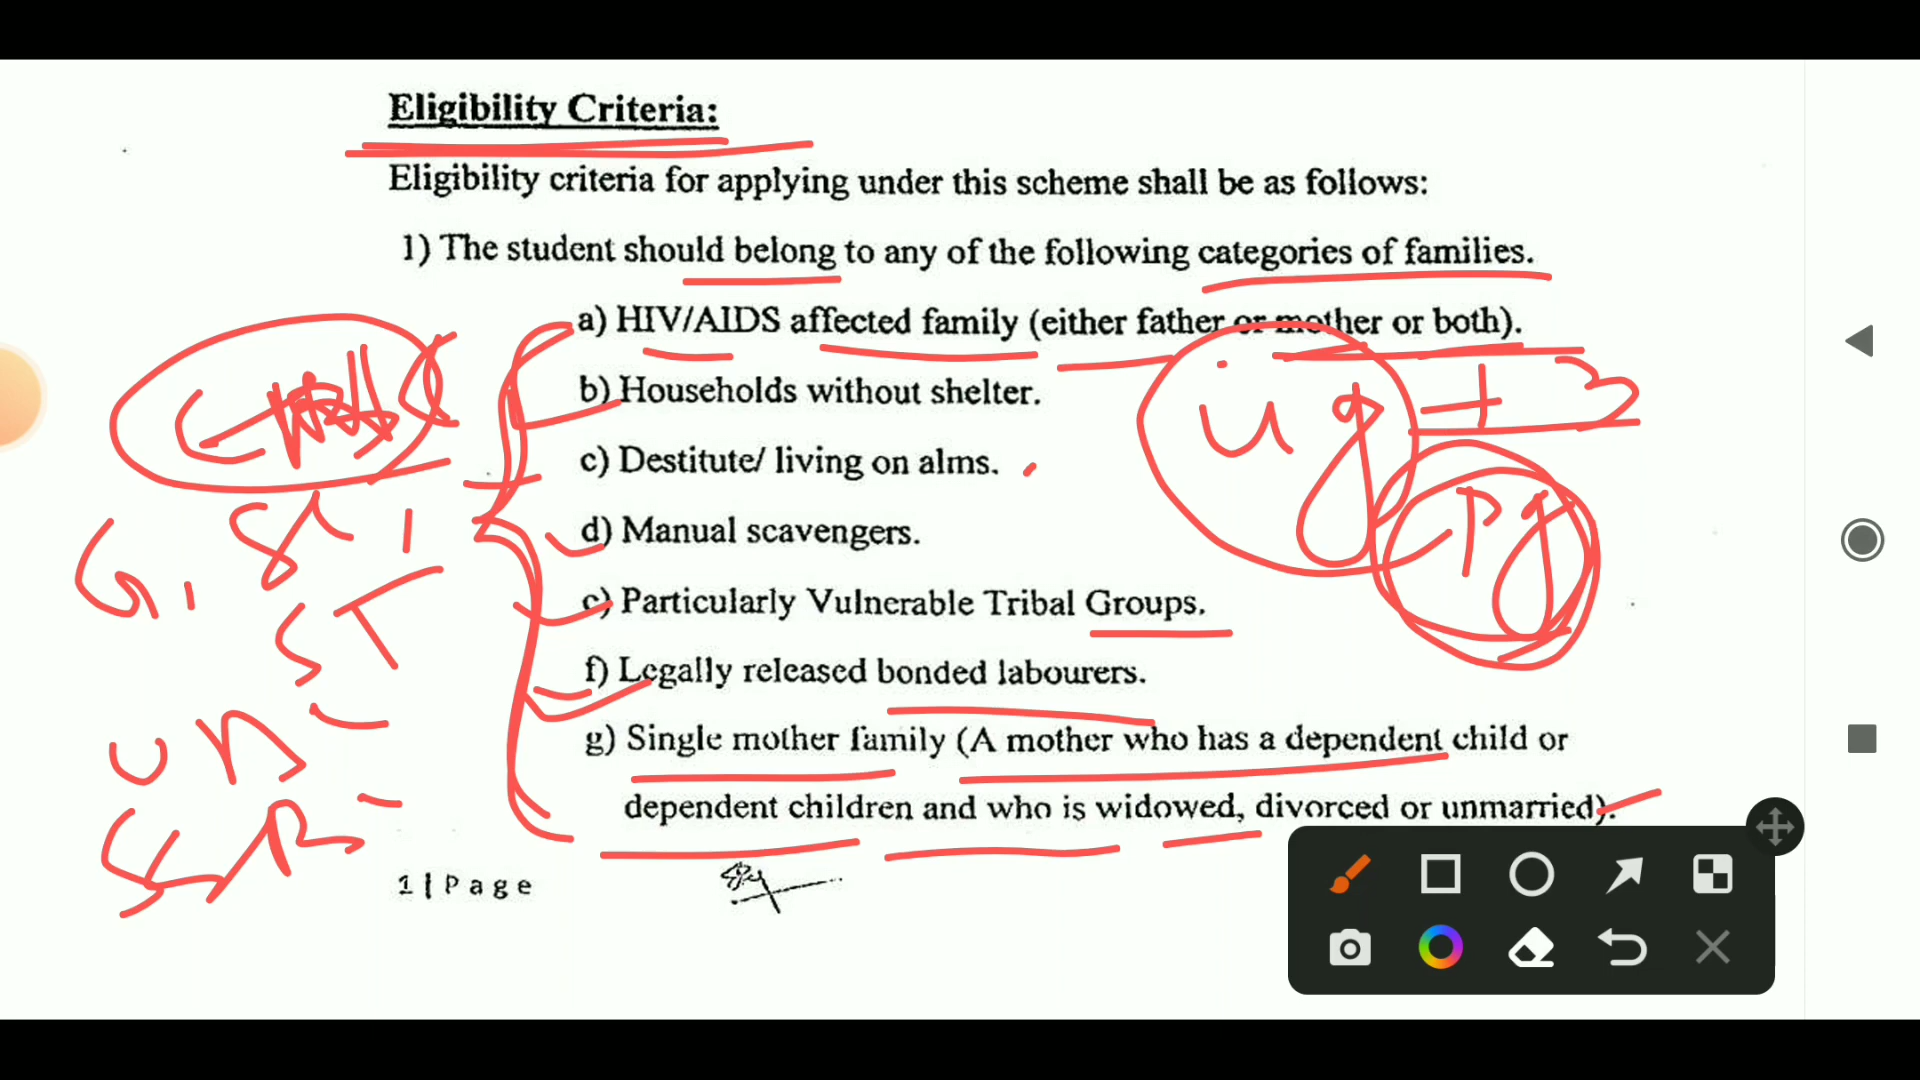 Eligibility Criteria:
Eligibility criteria for applying under this scheme shall be as follows:
1) The student should belong to any of the following categories of families.
a) HIV/AIDS affected family (either father or mother or both).
b) Households without shelter.
c) Destitute/ living on alms.
d) Manual scavengers.
e) Particularly Vulnerable Tribal Groups.
f) Legally released bonded labourers.
g) Single mother family (A mother who has a dependent child or
dependent children and who is widowed, divorced or unmarried).
1 | P a g e
ug +3
Pg
ST